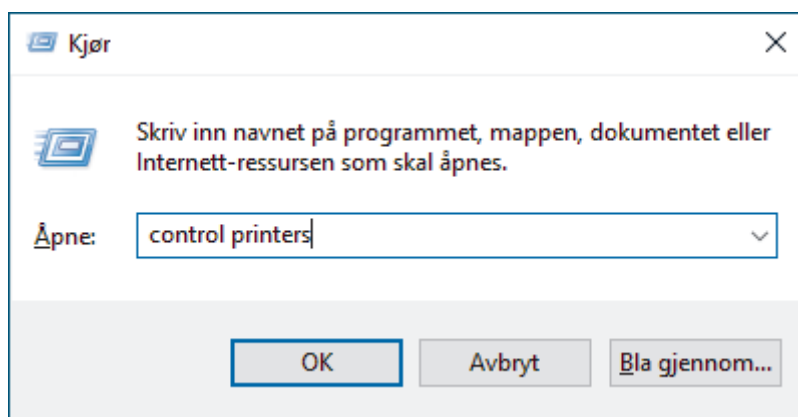 Kjør
Skriv inn navnet på programmet, mappen, dokumentet eller
Internett-ressursen som skal åpnes.
Åpne: control printers
OK Avbryt Bla gjennom...